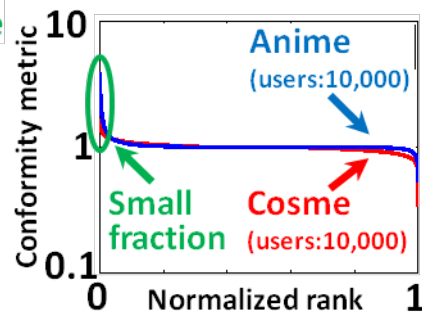 10
Conformity metric
Anime
(users:10,000)
1
Small
fraction
Cosme
(users:10,000)
0.1
0
Normalized rank
1